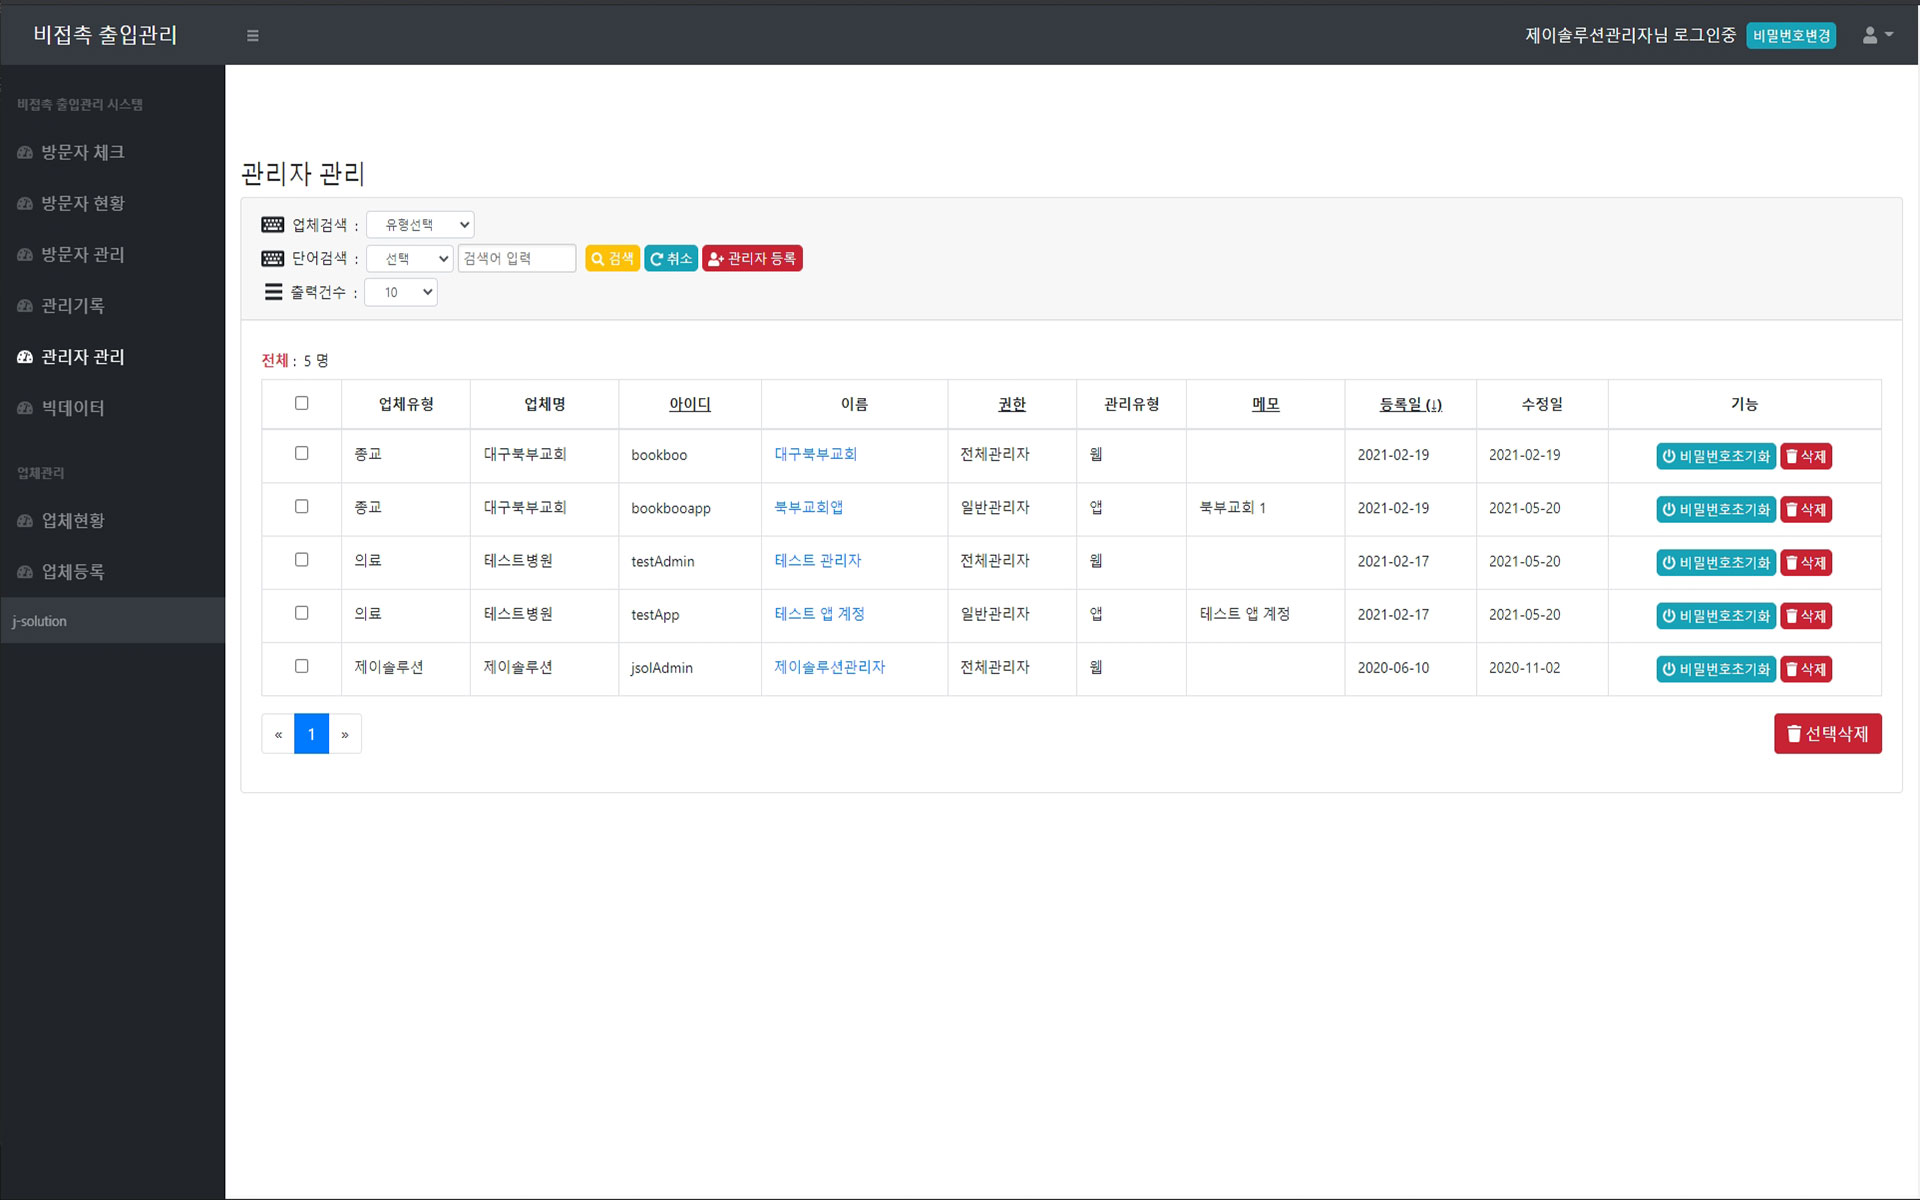 비접촉 출입관리
제이솔루션관리자님 로그인중 비밀번호변경
비접촉 출입관리 시스템
방문자 체크
방문자 현황
방문자 관리
관리기록
관리자 관리
빅데이터
업체관리
업체현황
업체등록
j-solution
관리자 관리
업체검색 : 유형선택
단어검색 : 선택 검색어 입력 검색 취소 관리자 등록
출력건수 : 10
전체 : 5 명
업체유형 업체명 아이디 이름 권한 관리유형 메모 등록일 (↓) 수정일 기능
종교 대구북부교회 bookboo 대구북부교회 전체관리자 웹 2021-02-19 2021-02-19 비밀번호초기화 삭제
종교 대구북부교회 bookbooapp 북부교회앱 일반관리자 앱 북부교회 1 2021-02-19 2021-05-20 비밀번호초기화 삭제
의료 테스트병원 testAdmin 테스트 관리자 전체관리자 웹 2021-02-17 2021-05-20 비밀번호초기화 삭제
의료 테스트병원 testApp 테스트 앱 계정 일반관리자 앱 테스트 앱 계정 2021-02-17 2021-05-20 비밀번호초기화 삭제
제이솔루션 제이솔루션 jsolAdmin 제이솔루션관리자 전체관리자 웹 2020-06-10 2020-11-02 비밀번호초기화 삭제
« 1 » 선택삭제